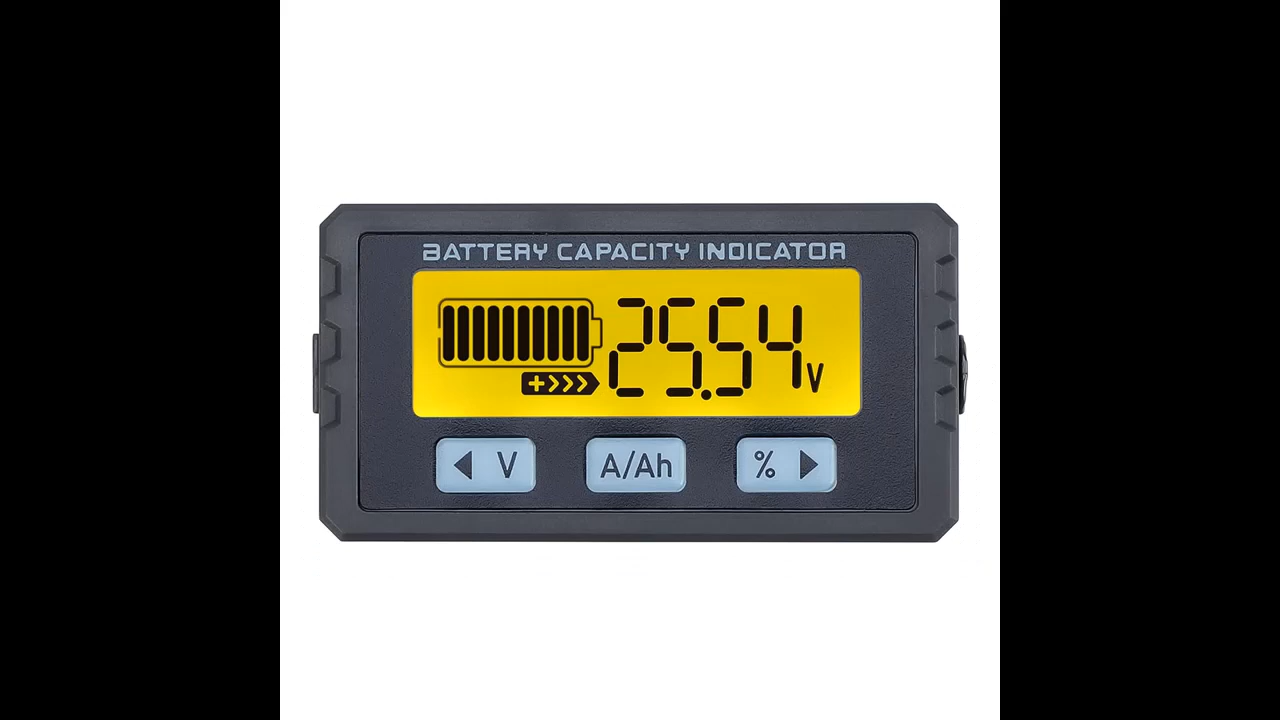 BATTERY CAPACITY INDICATOR
25.54V
+
V A/Ah %